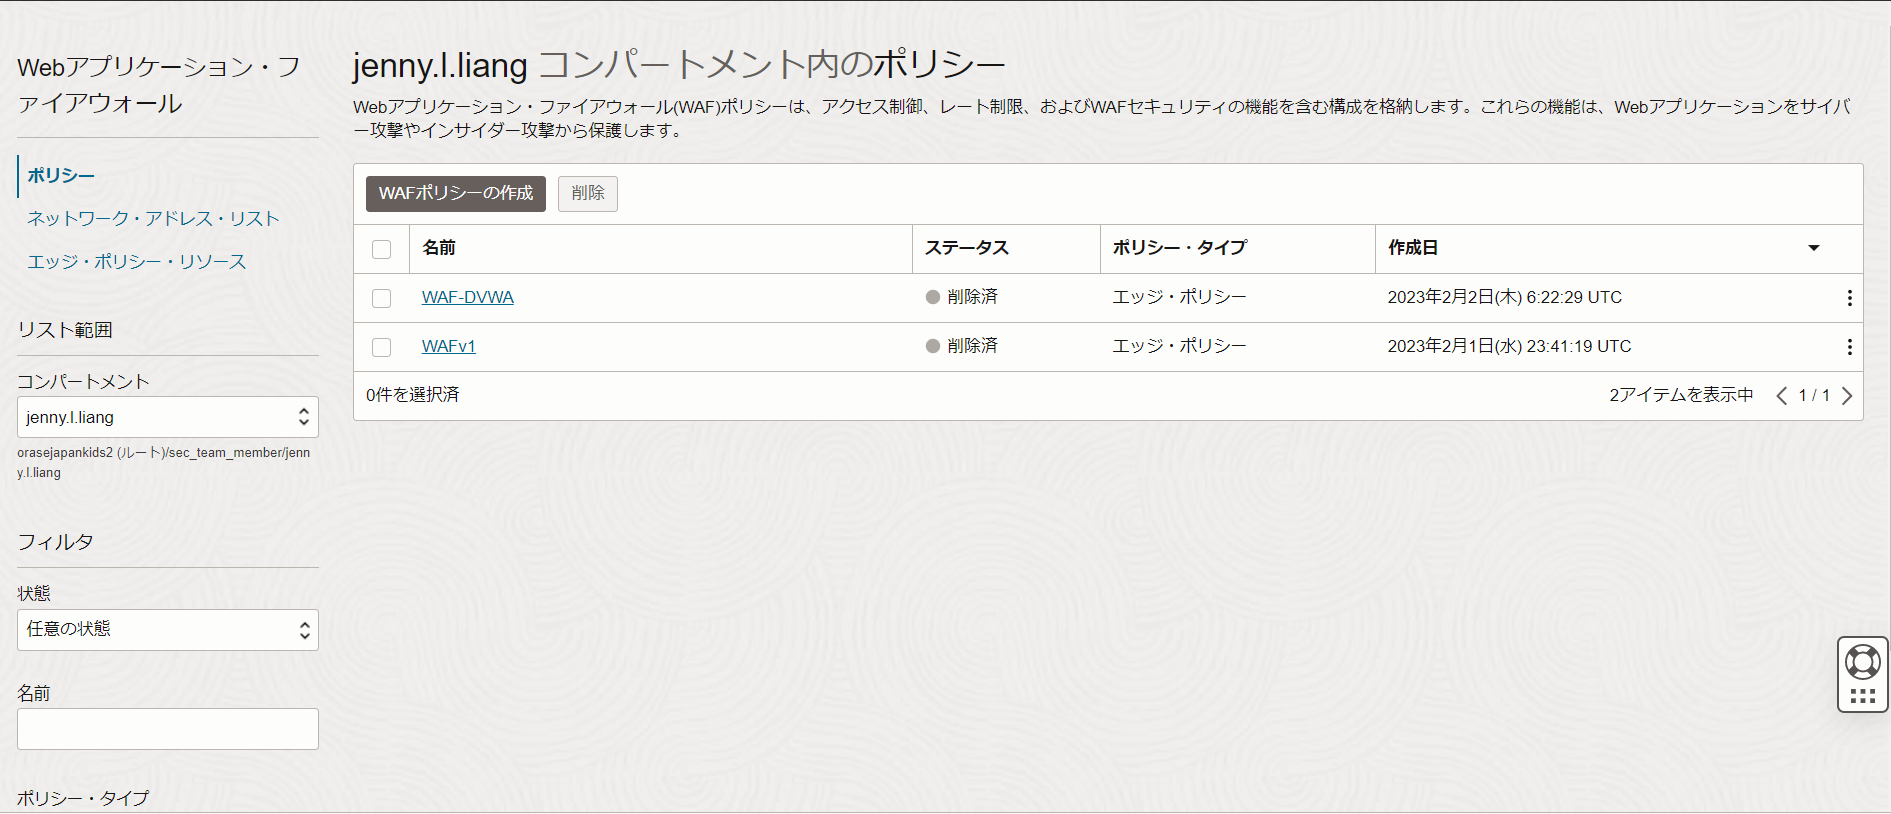 Webアプリケーション・フ
ァイアウォール
ポリシー
ネットワーク・アドレス・リスト
エッジ・ポリシー・リソース
リスト範囲
コンパートメント
jenny.l.liang
orasejapankids2 (ルート)/sec_team_member/jenn
y.l.liang
フィルタ
状態
任意の状態
名前
ポリシー・タイプ
jenny.l.liang コンパートメント内のポリシー
Webアプリケーション・ファイアウォール(WAF)ポリシーは、アクセス制御、レート制限、およびWAFセキュリティの機能を含む構成を格納します。これらの機能は、Webアプリケーションをサイバ
ー攻撃やインサイダー攻撃から保護します。
WAFポリシーの作成 削除
名前 ステータス ポリシー・タイプ 作成日
WAF-DVWA 削除済 エッジ・ポリシー 2023年2月2日(木) 6:22:29 UTC
WAFv1 削除済 エッジ・ポリシー 2023年2月1日(水) 23:41:19 UTC
0件を選択済 2アイテムを表示中 1 / 1